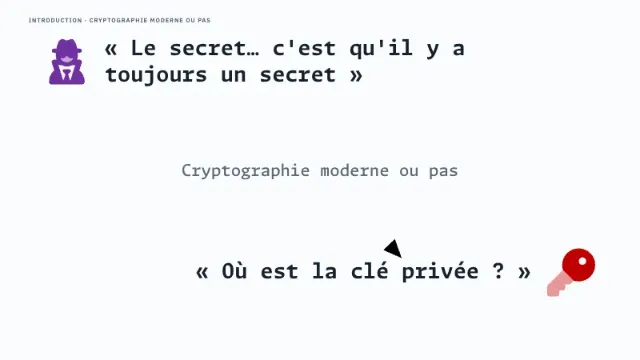 INTRODUCTION - CRYPTOGRAPHIE MODERNE OU PAS
« Le secret… c'est qu'il y a
toujours un secret »
Cryptographie moderne ou pas
« Où est la clé privée ? »